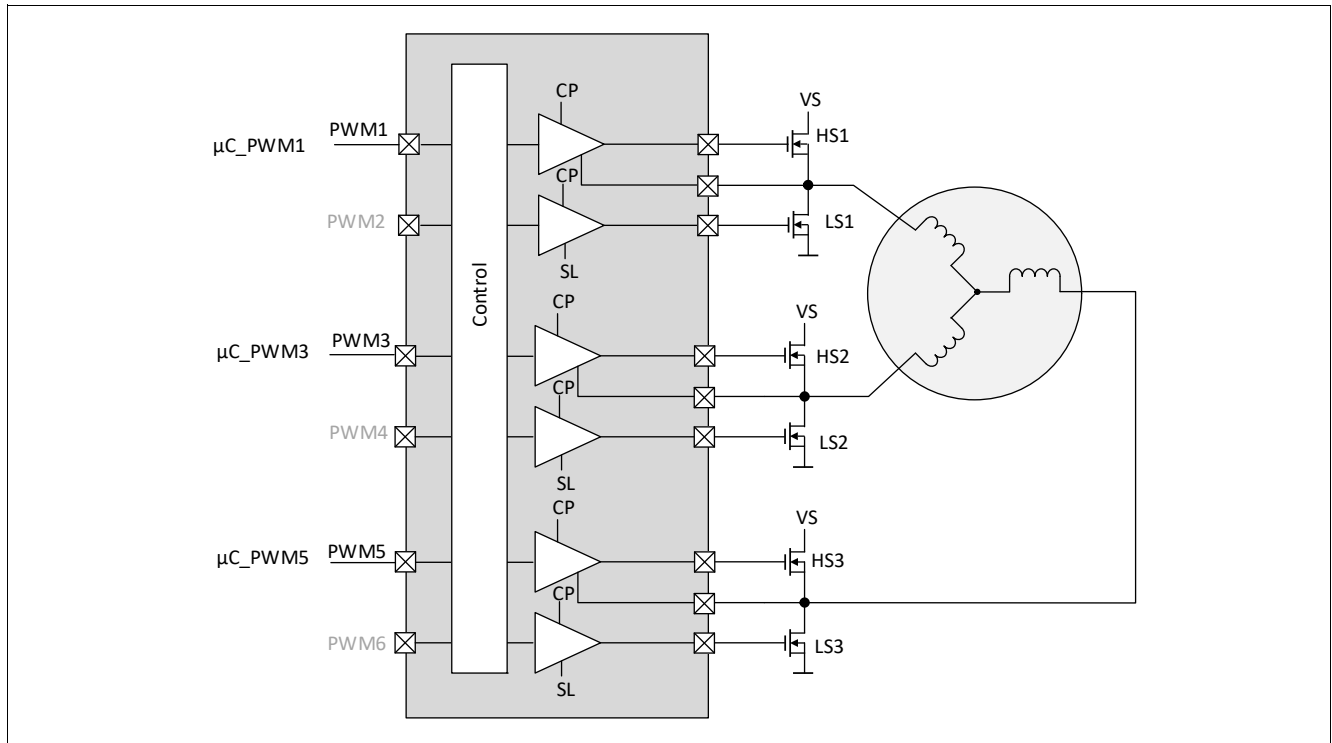 CP
VS
HS1
PWM1
µC_PWM1
CP
PWM2
LS1
SL
Control
CP
VS
PWM3
µC_PWM3
HS2
CP
PWM4
LS2
SL
CP
VS
PWM5
µC_PWM5
HS3
CP
PWM6
LS3
SL